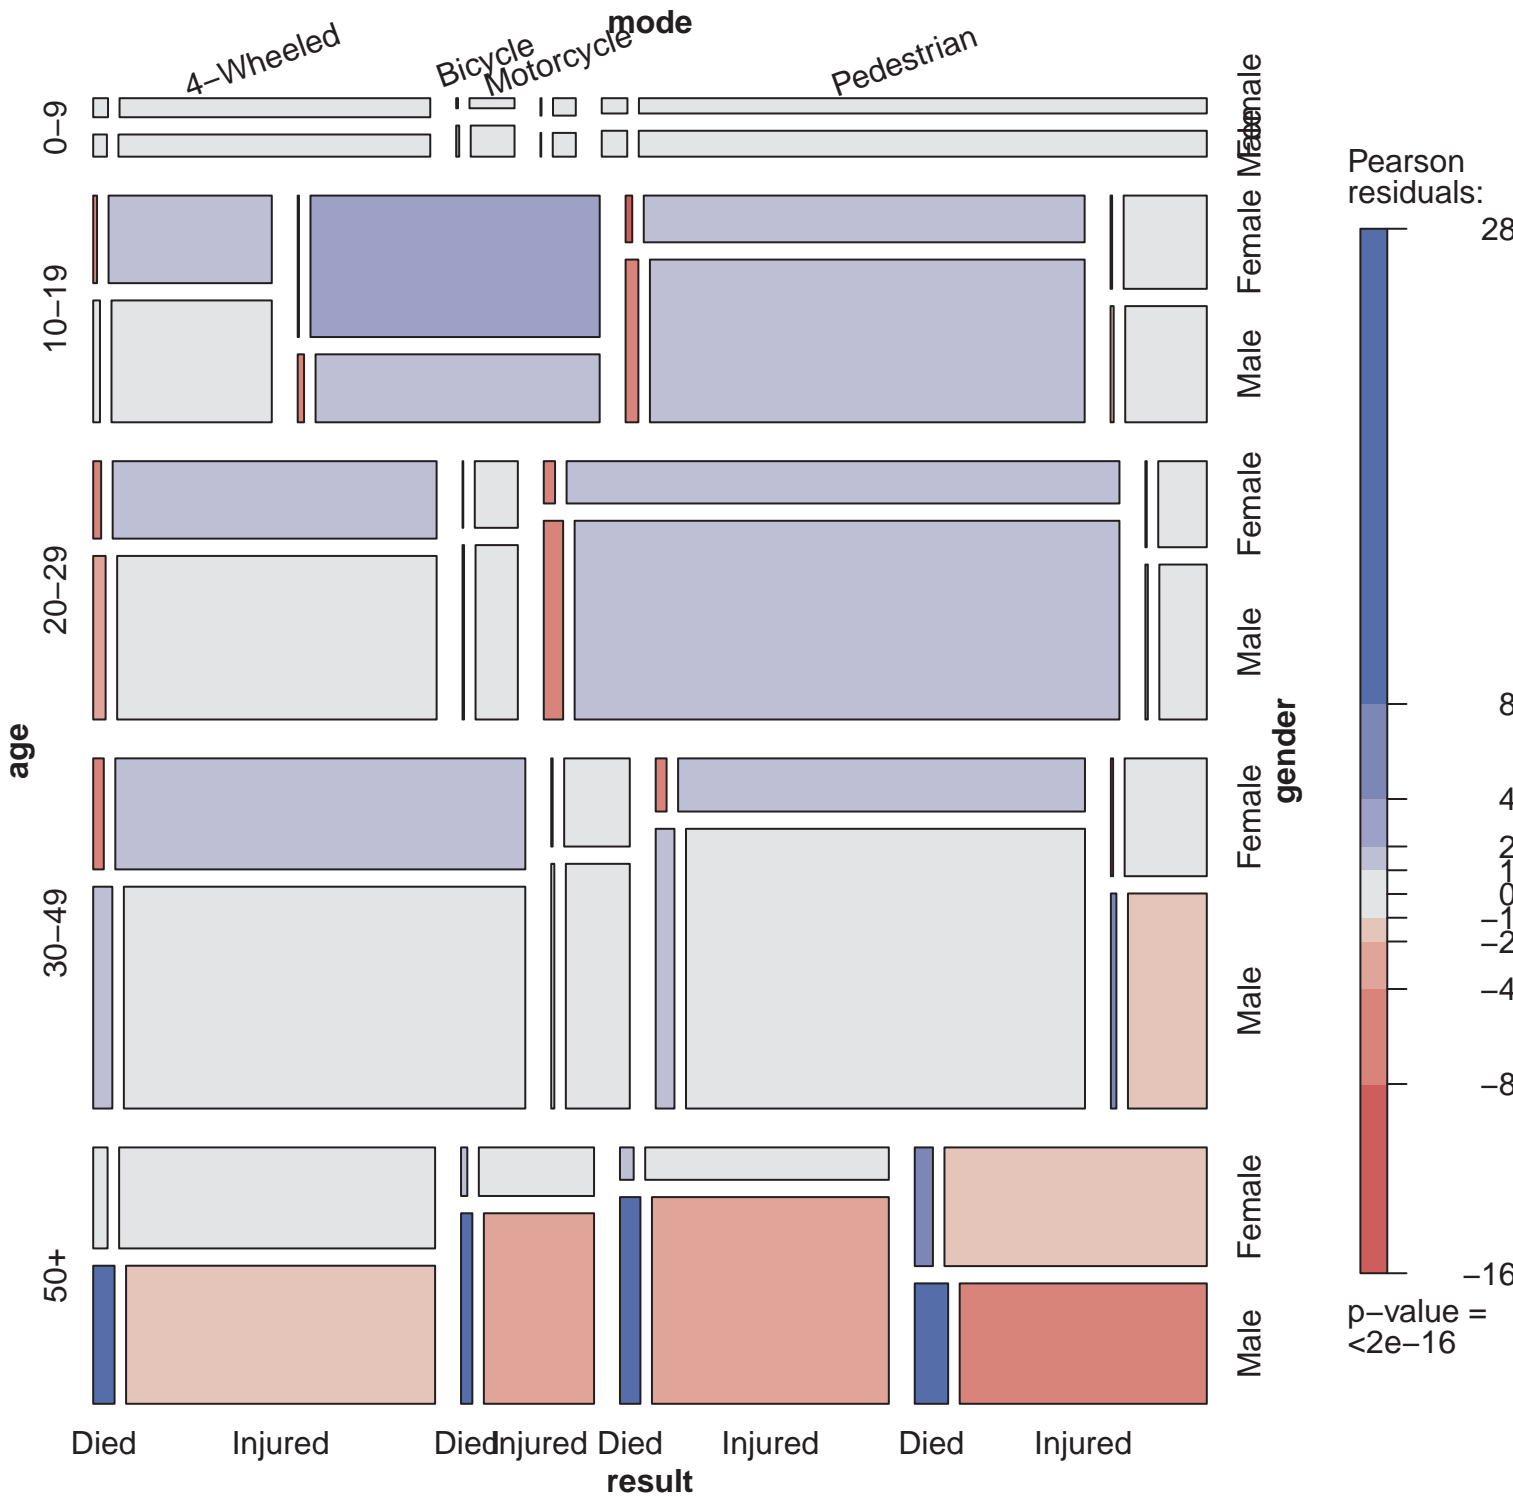 mode
4−Wheeled
Bicycle
Motorcycle
Pedestrian
age
0−9
10−19
20−29
30−49
50+
gender
Female
Male
Female
Male
Female
Male
Female
Male
Female
Male
Died
Injured
Died
Injured
Died
Injured
Died
Injured
result
Pearson
residuals:
28
8
4
2
1
0
−1
−2
−4
−8
−16
p−value =
<2e−16